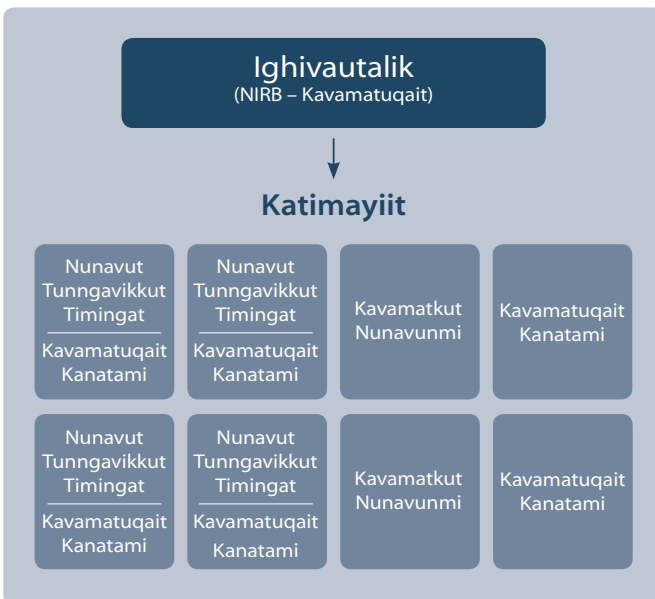 Ighivautalik
(NIRB – Kavamatuqait)
Katimayiit
Nunavut
Tunngavikkut
Timingat
Kavamatuqait
Kanatami
Nunavut
Tunngavikkut
Timingat
Kavamatuqait
Kanatami
Kavamatkut
Nunavunmi
Kavamatuqait
Kanatami
Nunavut
Tunngavikkut
Timingat
Kavamatuqait
Kanatami
Nunavut
Tunngavikkut
Timingat
Kavamatuqait
Kanatami
Kavamatkut
Nunavunmi
Kavamatuqait
Kanatami